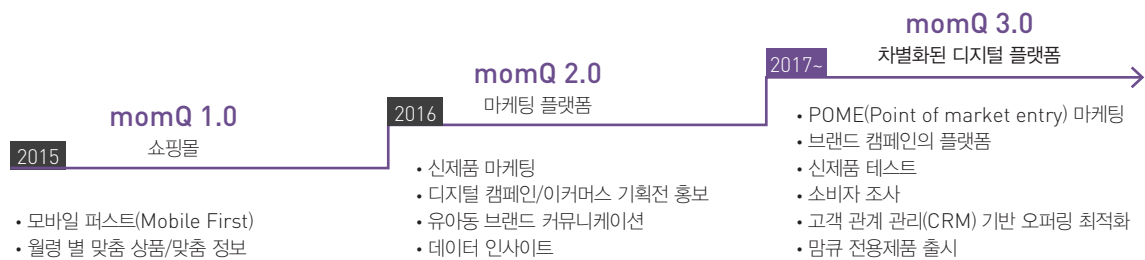 momQ 1.0
쇼핑몰
2015
• 모바일 퍼스트(Mobile First)
• 월령 별 맞춤 상품/맞춤 정보
momQ 2.0
마케팅 플랫폼
2016
• 신제품 마케팅
• 디지털 캠페인/이커머스 기획전 홍보
• 유아동 브랜드 커뮤니케이션
• 데이터 인사이트
momQ 3.0
차별화된 디지털 플랫폼
2017~
• POME(Point of market entry) 마케팅
• 브랜드 캠페인의 플랫폼
• 신제품 테스트
• 소비자 조사
• 고객 관계 관리(CRM) 기반 오퍼링 최적화
• 맘큐 전용제품 출시